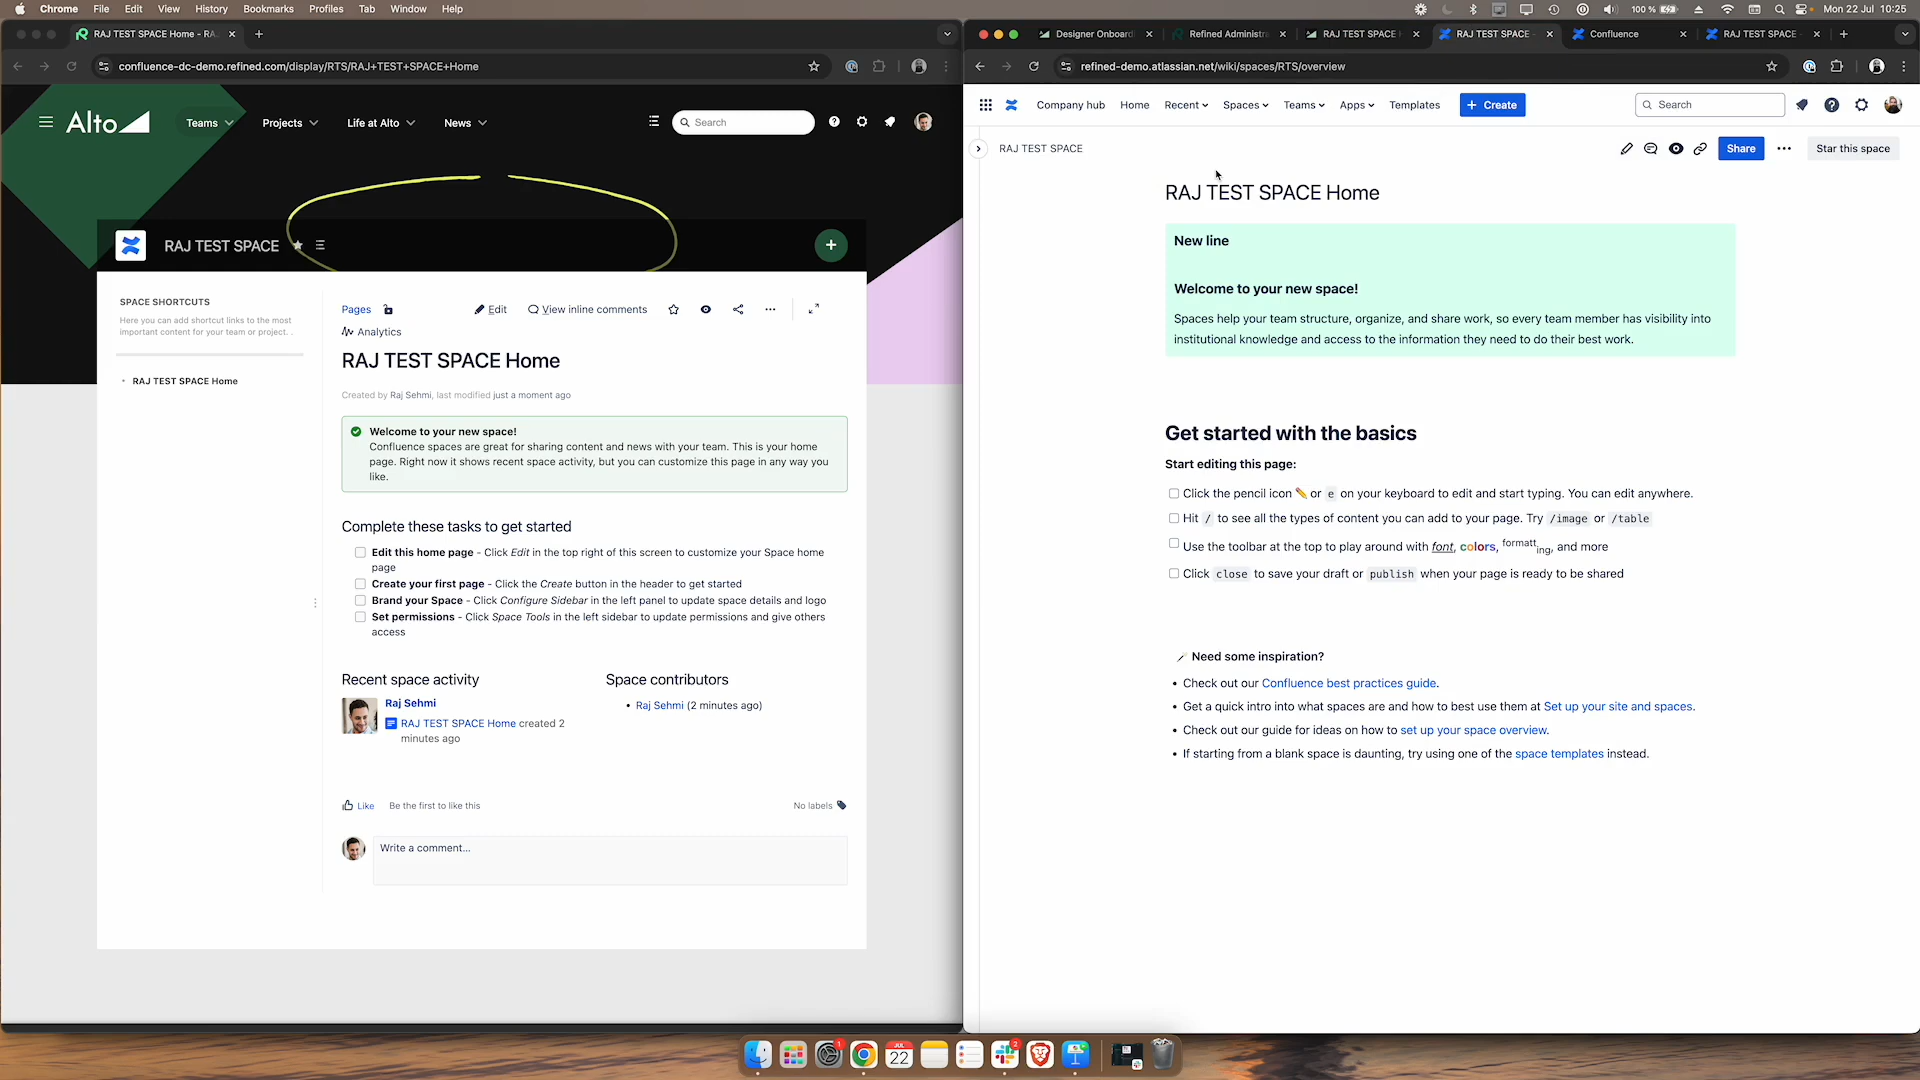 Chrome File Edit View History Bookmarks Profiles Tab Window Help
100 % Mon 22 Jul 10:25
RAJ TEST SPACE Home - RA
confluence-dc-demo.refined.com/display/RTS/RAJ+TEST+SPACE+Home
Alto Teams Projects Life at Alto News Search
RAJ TEST SPACE
SPACE SHORTCUTS
Here you can add shortcut links to the most
important content for your team or project. .
RAJ TEST SPACE Home
Pages Edit View inline comments
Analytics
RAJ TEST SPACE Home
Created by Raj Sehmi, last modified just a moment ago
Welcome to your new space!
Confluence spaces are great for sharing content and news with your team. This is your home
page. Right now it shows recent space activity, but you can customize this page in any way you
like.
Complete these tasks to get started
Edit this home page - Click Edit in the top right of this screen to customize your Space home
page
Create your first page - Click the Create button in the header to get started
Brand your Space - Click Configure Sidebar in the left panel to update space details and logo
Set permissions - Click Space Tools in the left sidebar to update permissions and give others
access
Recent space activity
Raj Sehmi
RAJ TEST SPACE Home created 2
minutes ago
Space contributors
Raj Sehmi (2 minutes ago)
Like Be the first to like this No labels
Write a comment...
Designer Onboardi Refined Administra RAJ TEST SPACE RAJ TEST SPACE - Confluence RAJ TEST SPACE
refined-demo.atlassian.net/wiki/spaces/RTS/overview
Company hub Home Recent Spaces Teams Apps Templates + Create Search
RAJ TEST SPACE Share Star this space
RAJ TEST SPACE Home
New line
Welcome to your new space!
Spaces help your team structure, organize, and share work, so every team member has visibility into
institutional knowledge and access to the information they need to do their best work.
Get started with the basics
Start editing this page:
Click the pencil icon ✏️ or e on your keyboard to edit and start typing. You can edit anywhere.
Hit / to see all the types of content you can add to your page. Try /image or /table
Use the toolbar at the top to play around with font, colors, formatting, and more
Click close to save your draft or publish when your page is ready to be shared
Need some inspiration?
Check out our Confluence best practices guide.
Get a quick intro into what spaces are and how to best use them at Set up your site and spaces.
Check out our guide for ideas on how to set up your space overview.
If starting from a blank space is daunting, try using one of the space templates instead.
1
JUL
22
2